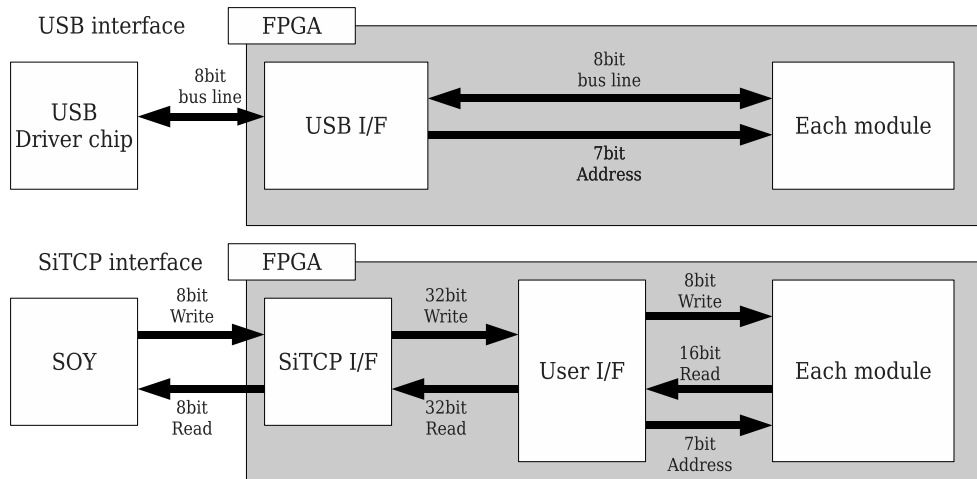 USB interface
FPGA
USB
Driver chip
8bit
bus line
USB I/F
8bit
bus line
7bit
Address
Each module
SiTCP interface
FPGA
SOY
8bit
Write
8bit
Read
SiTCP I/F
32bit
Write
32bit
Read
User I/F
8bit
Write
16bit
Read
7bit
Address
Each module